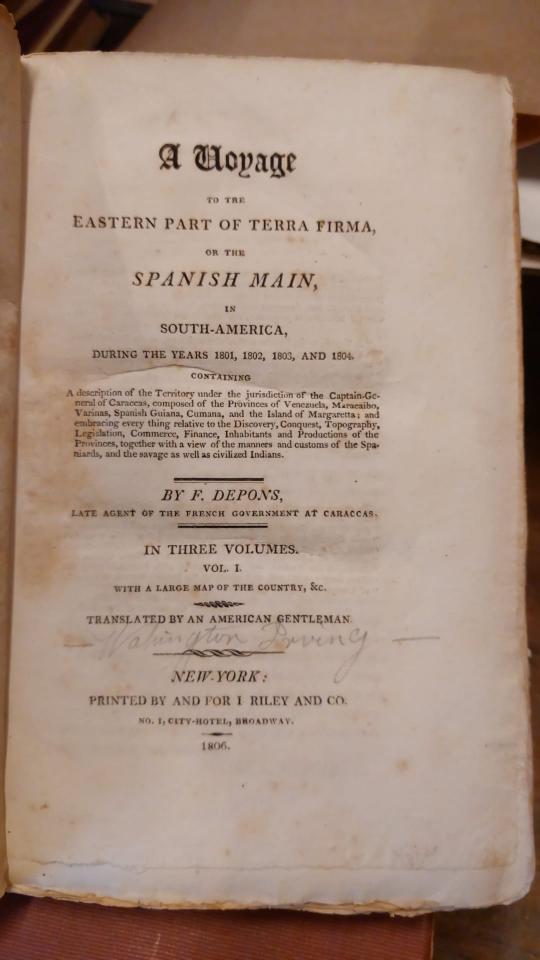 A Voyage
TO TRE
EASTERN PART OF TERRA FIRMA,
OR THE
SPANISH MAIN,
IN
SOUTH-AMERICA,
DURING THE YEARS 1801, 1802, 1803, AND 1804.
CONTAINING
A description of the Territory under the jurisdiction of the Captain-Ge-
neral of Caraccas, composed of the Provinces of Venezuela, Maracaibo,
Varinas, Spanish Guiana, Cumana, and the Island of Margaretta; and
embracing every thing relative to the Discovery, Conquest, Topography,
Legislation, Commerce, Finance, Inhabitants and Productions of the
Provinces, together with a view of the manners and customs of the Spa-
niards, and the savage as well as civilized Indians.
BY F. DEPONS,
LATE AGENT OF THE FRENCH GOVERNMENT AT CARACCAS.
IN THREE VOLUMES.
VOL. I.
WITH A LARGE MAP OF THE COUNTRY, &c.
TRANSLATED BY AN AMERICAN GENTLEMAN
— Washington Irving —
NEW-YORK:
PRINTED BY AND FOR I RILEY AND CO.
NO. 1, CITY-HOTEL, BROADWAY.
1806.